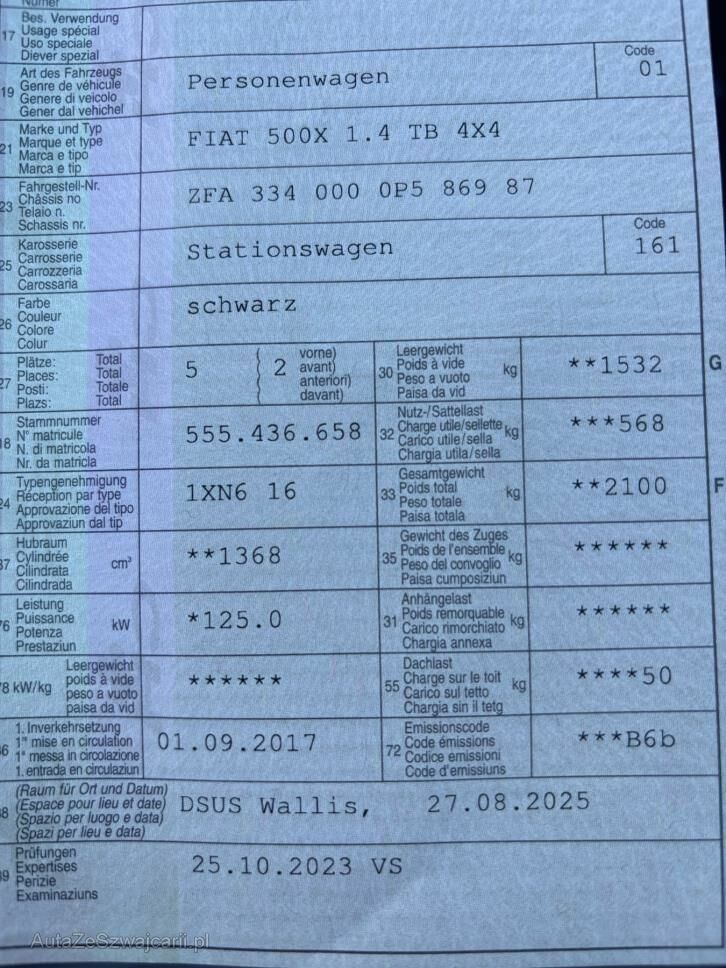 17 Bes. Verwendung
Usage spécial
Uso speciale
Diever spezial
19 Art des Fahrzeugs
Genre de véhicule
Genere di veicolo
Gener dal vehichel
Personenwagen
Code
01
21 Marke und Typ
Marque et type
Marca e tipo
Marca e tip
FIAT 500X 1.4 TB 4X4
23 Fahrgestell-Nr.
Châssis no
Telaio n.
Schassis nr.
ZFA 334 000 0P5 869 87
25 Karosserie
Carrosserie
Carrozzeria
Carossaria
Stationswagen
Code
161
26 Farbe
Couleur
Colore
Colur
schwarz
27 Plätze: Total
Places: Total
Posti: Totale
Plazs: Total
5 ( 2 vorne)
avant)
anteriori)
davant)
30 Leergewicht
Poids à vide
Peso a vuoto
Paisa da vid
kg
**1532 G
18 Stammnummer
N° matricule
N. di matricola
Nr. da matricla
555.436.658
32 Nutz-/Sattellast
Charge utile/sellette
Carico utile/sella
Chargia utila/sella
kg
***568
24 Typengenehmigung
Réception par type
Approvazione del tipo
Approvaziun dal tip
1XN6 16
33 Gesamtgewicht
Poids total
Peso totale
Paisa totala
kg
**2100 F
37 Hubraum
Cylindrée
Cilindrata
Cilindrada
cm³
**1368
35 Gewicht des Zuges
Poids de l'ensemble
Peso del convoglio
Paisa cumposiziun
kg
******
76 Leistung
Puissance
Potenza
Prestaziun
kW
*125.0
31 Anhängelast
Poids remorquable
Carico rimorchiato
Chargia annexa
kg
******
78 kW/kg Leergewicht
poids à vide
peso a vuoto
paisa da vid
******
55 Dachlast
Charge sur le toit
Carico sul tetto
Chargia sin il tetg
kg
****50
36 1. Inverkehrsetzung
1re mise en circulation
1a messa in circolazione
1. entrada en circulaziun
01.09.2017
72 Emissionscode
Code émissions
Codice emissioni
Code d'emissiuns
***B6b
38 (Raum für Ort und Datum)
(Espace pour lieu et date)
(Spazio per luogo e data)
(Spazi per lieu e data)
DSUS Wallis, 27.08.2025
39 Prüfungen
Expertises
Perizie
Examinaziuns
25.10.2023 VS
AutaZeSzwajcarii.pl